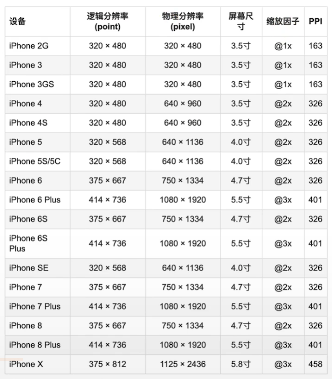 设备 逻辑分辨率 (point) 物理分辨率 (pixel) 屏幕尺寸 缩放因子 PPI
iPhone 2G 320 × 480 320 × 480 3.5寸 @1x 163
iPhone 3 320 × 480 320 × 480 3.5寸 @1x 163
iPhone 3GS 320 × 480 320 × 480 3.5寸 @1x 163
iPhone 4 320 × 480 640 × 960 3.5寸 @2x 326
iPhone 4S 320 × 480 640 × 960 3.5寸 @2x 326
iPhone 5 320 × 568 640 × 1136 4.0寸 @2x 326
iPhone 5S/5C 320 × 568 640 × 1136 4.0寸 @2x 326
iPhone 6 375 × 667 750 × 1334 4.7寸 @2x 326
iPhone 6 Plus 414 × 736 1080 × 1920 5.5寸 @3x 401
iPhone 6S 375 × 667 750 × 1334 4.7寸 @2x 326
iPhone 6S Plus 414 × 736 1080 × 1920 5.5寸 @3x 401
iPhone SE 320 × 568 640 × 1136 4.0寸 @2x 326
iPhone 7 375 × 667 750 × 1334 4.7寸 @2x 326
iPhone 7 Plus 414 × 736 1080 × 1920 5.5寸 @3x 401
iPhone 8 375 × 667 750 × 1334 4.7寸 @2x 326
iPhone 8 Plus 414 × 736 1080 × 1920 5.5寸 @3x 401
iPhone X 375 × 812 1125 × 2436 5.8寸 @3x 458